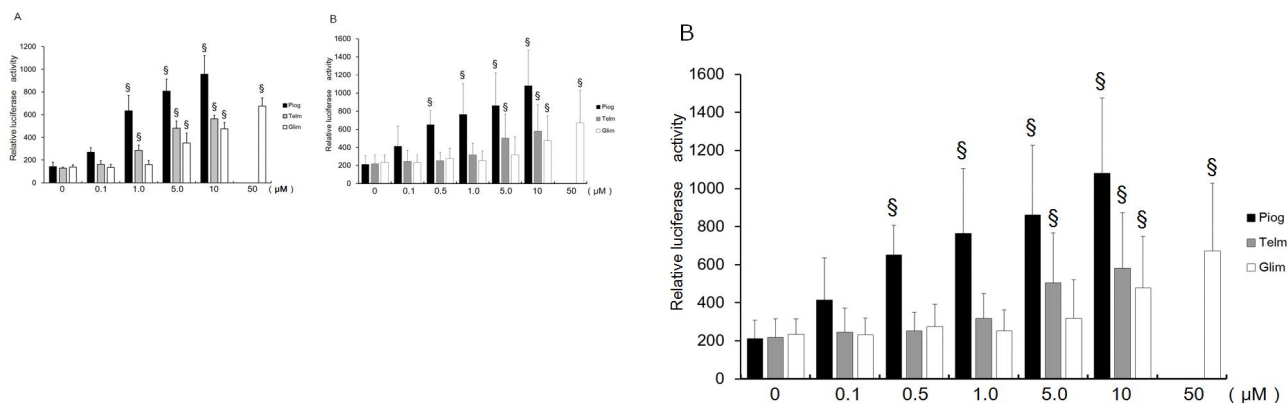 A
Relative luciferase activity
1200
1000
800
600
400
200
0
§ § § § § § § § §
0 0.1 1.0 5.0 10 50 ( μM )
Piog
Telm
Glim
B
Relative luciferase activity
1600
1400
1200
1000
800
600
400
200
0
§ § § § § § § §
0 0.1 0.5 1.0 5.0 10 50 ( μM )
Piog
Telm
Glim
B
Relative luciferase activity
1600
1400
1200
1000
800
600
400
200
0
§ § § § § § § §
0 0.1 0.5 1.0 5.0 10 50 ( μM )
Piog
Telm
Glim